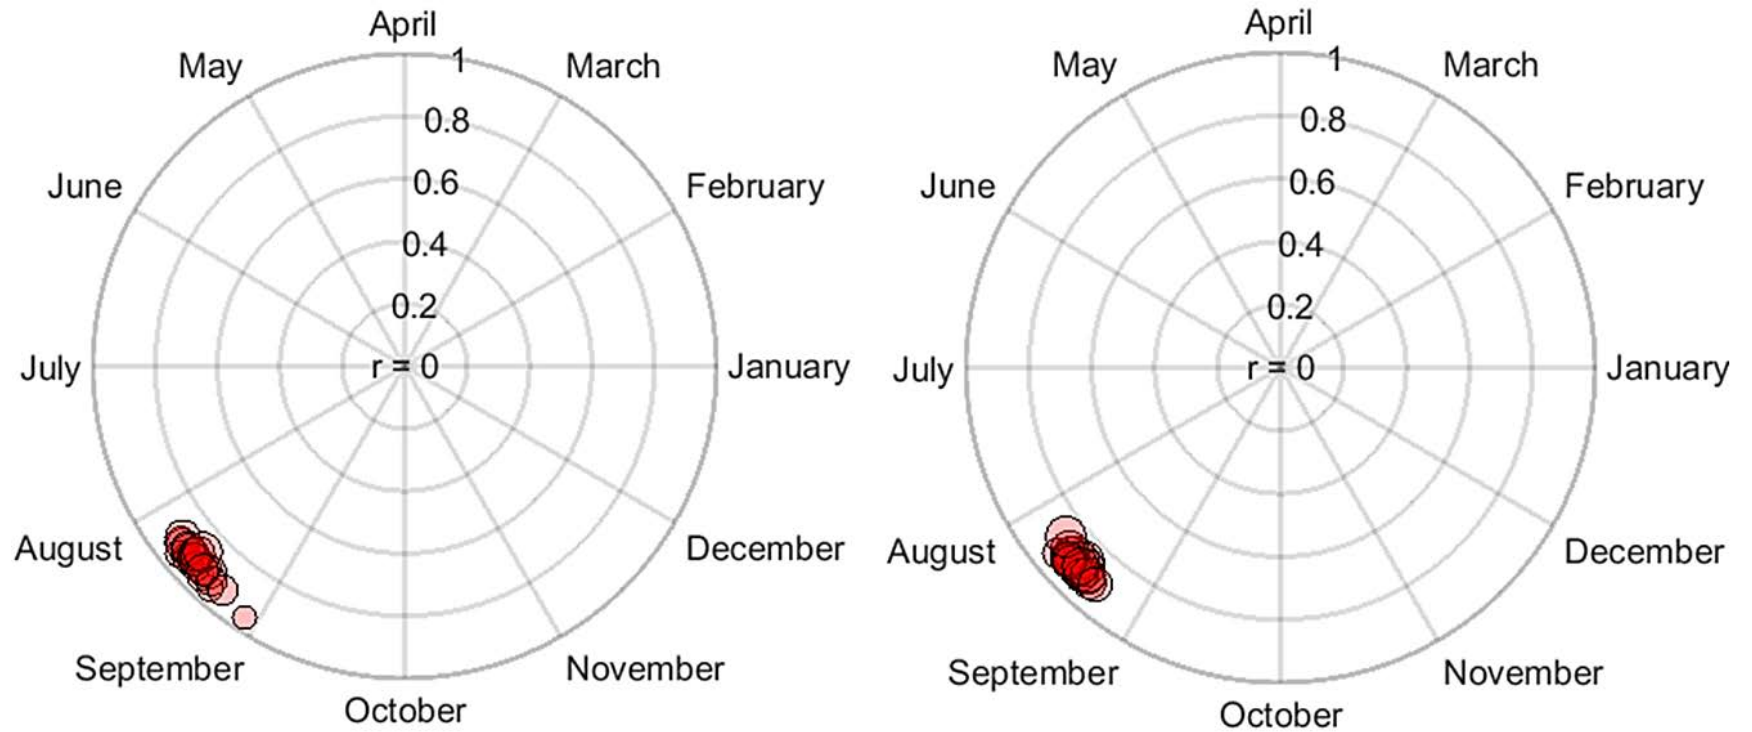 April
May
1
March
0.8
June
0.6
February
0.4
0.2
July
r = 0
January
August
December
September
November
October
April
May
1
March
0.8
June
0.6
February
0.4
0.2
July
r = 0
January
August
December
September
November
October